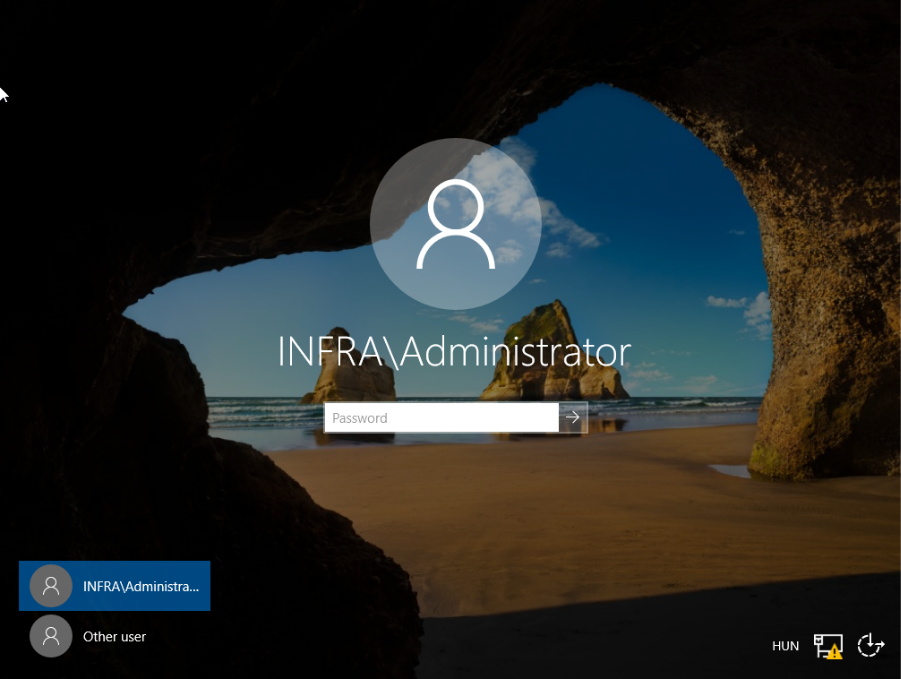 INFRA\Administrator
Password
INFRA\Administra...
Other user
HUN